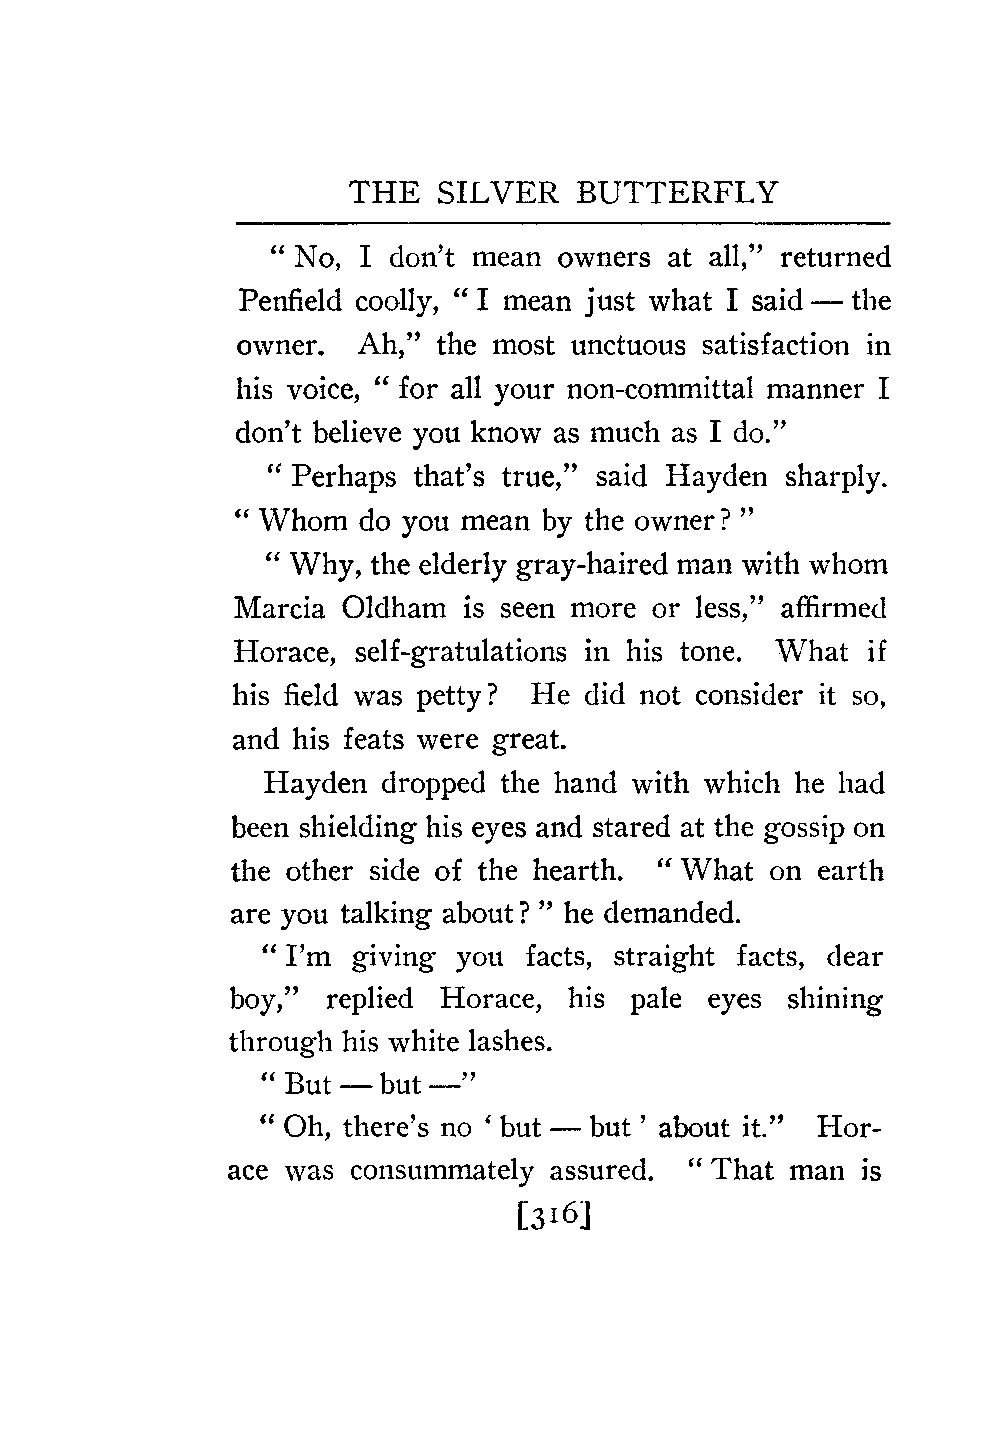 THE SILVER BUTTERFLY
“ No, I don’t mean owners at all,” returned
Penfield coolly, “ I mean just what I said — the
owner. Ah,” the most unctuous satisfaction in
his voice, “ for all your non-committal manner I
don’t believe you know as much as I do.”
“ Perhaps that’s true,” said Hayden sharply.
“ Whom do you mean by the owner? ”
“ Why, the elderly gray-haired man with whom
Marcia Oldham is seen more or less,” affirmed
Horace, self-gratulations in his tone. What if
his field was petty? He did not consider it so,
and his feats were great.
Hayden dropped the hand with which he had
been shielding his eyes and stared at the gossip on
the other side of the hearth. “ What on earth
are you talking about? ” he demanded.
“ I’m giving you facts, straight facts, dear
boy,” replied Horace, his pale eyes shining
through his white lashes.
“ But — but —”
“ Oh, there’s no ‘ but — but ’ about it.” Hor-
ace was consummately assured. “ That man is
[316]